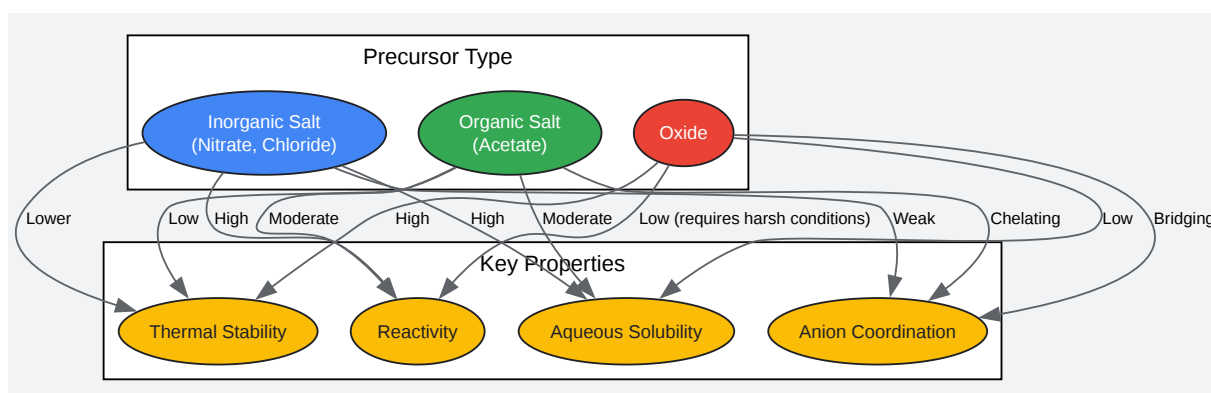 Precursor Type
Inorganic Salt
(Nitrate, Chloride)
Organic Salt
(Acetate)
Oxide
Lower
Low
High
Moderate
High
High
Moderate
Low (requires harsh conditions)
Weak
Chelating
Low
Bridging
Key Properties
Thermal Stability
Reactivity
Aqueous Solubility
Anion Coordination